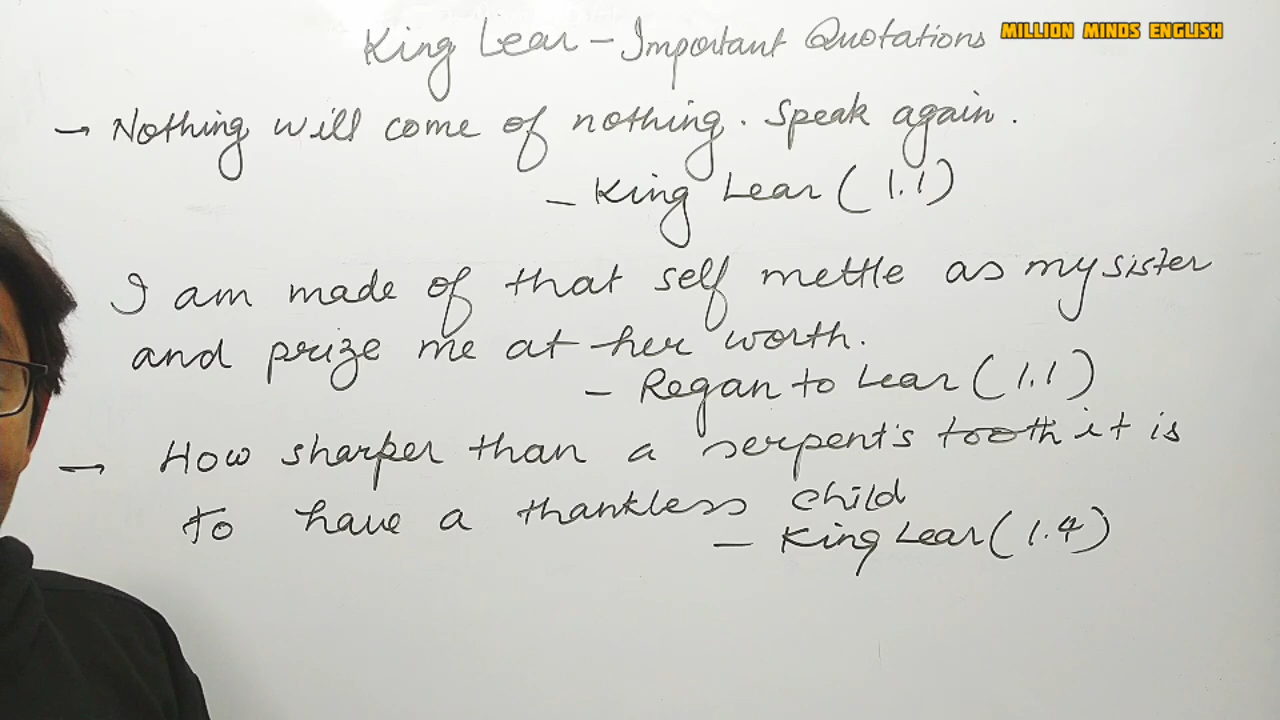 King Lear – Important Quotations
MILLION MINDS ENGLISH
→ Nothing will come of nothing. Speak again.
– King Lear (1.1)
I am made of that self mettle as my sister
and prize me at her worth.
– Regan to Lear (1.1)
→ How sharper than a serpent's tooth it is
to have a thankless child
– King Lear (1.4)